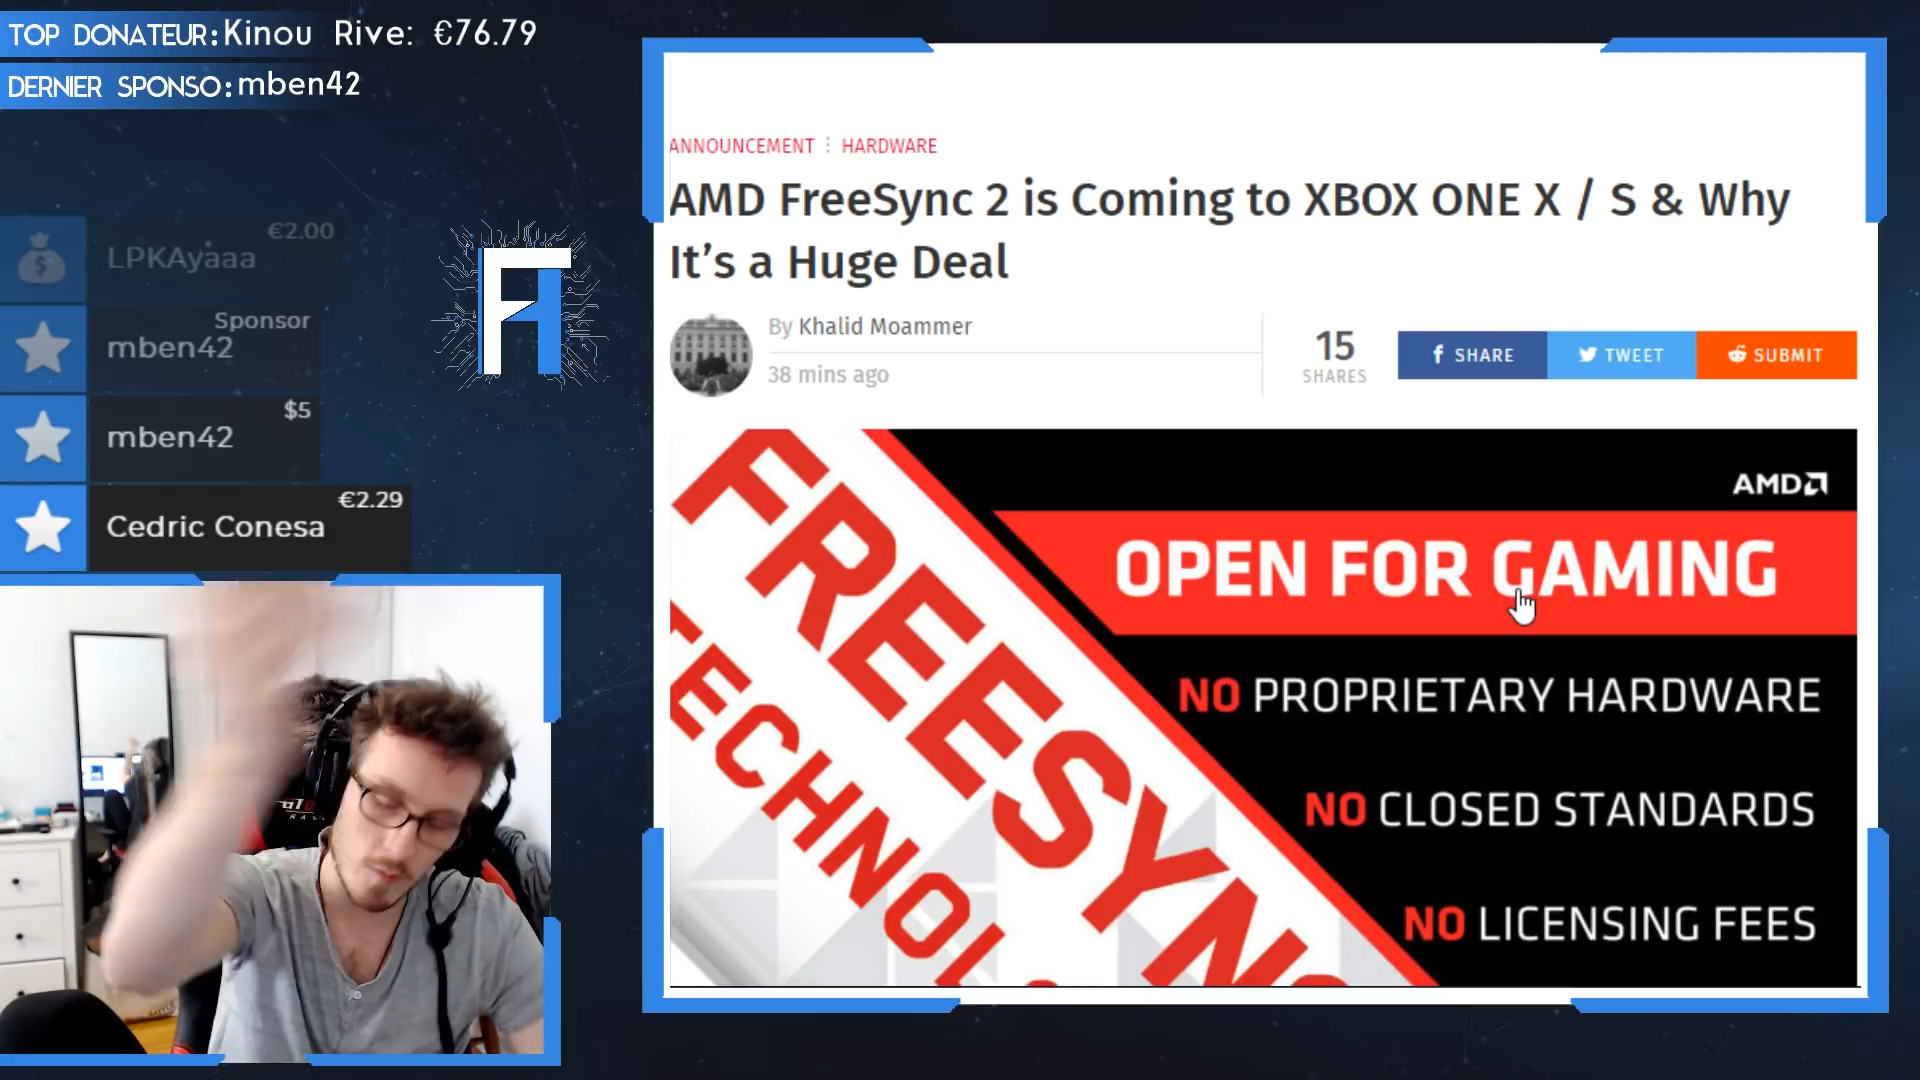 TOP DONATEUR:Kinou Rive: €76.79
DERNIER SPONSO:mben42
€2.00
LPKAyaaa
Sponsor
mben42
$5
mben42
€2.29
Cedric Conesa
ANNOUNCEMENT
HARDWARE
AMD FreeSync 2 is Coming to XBOX ONE X / S & Why
It’s a Huge Deal
By Khalid Moammer
38 mins ago
15
SHARES
SHARE
TWEET
SUBMIT
AMD
OPEN FOR GAMING
NO PROPRIETARY HARDWARE
NO CLOSED STANDARDS
NO LICENSING FEES
FREESYNC
TECHNOLO